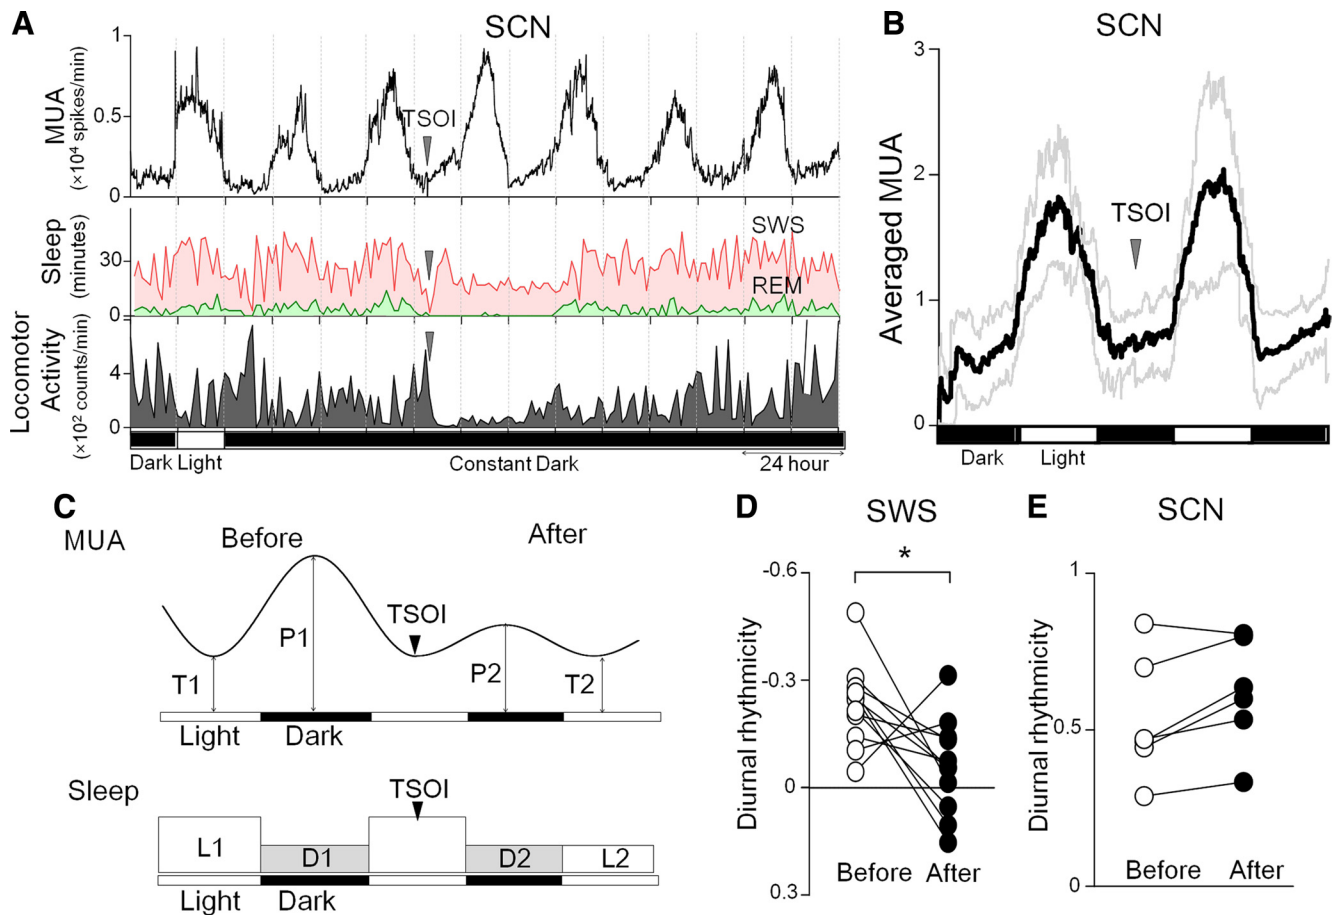 A
SCN
MUA
(×10⁴ spikes/min)
1
0.5
0
TSOI
Sleep
(minutes)
30
0
SWS
REM
Locomotor
Activity
(×10² counts/min)
4
0
Dark Light
Constant Dark
24 hour
B
SCN
Averaged MUA
3
2
1
0
TSOI
Dark
Light
C
MUA
Before
After
TSOI
T1
P1
P2
T2
Light
Dark
Sleep
TSOI
L1
D1
D2
L2
Light
Dark
D
SWS
*
Diurnal rhythmicity
-0.6
-0.3
0
0.3
Before
After
E
SCN
Diurnal rhythmicity
1
0.5
0
Before
After